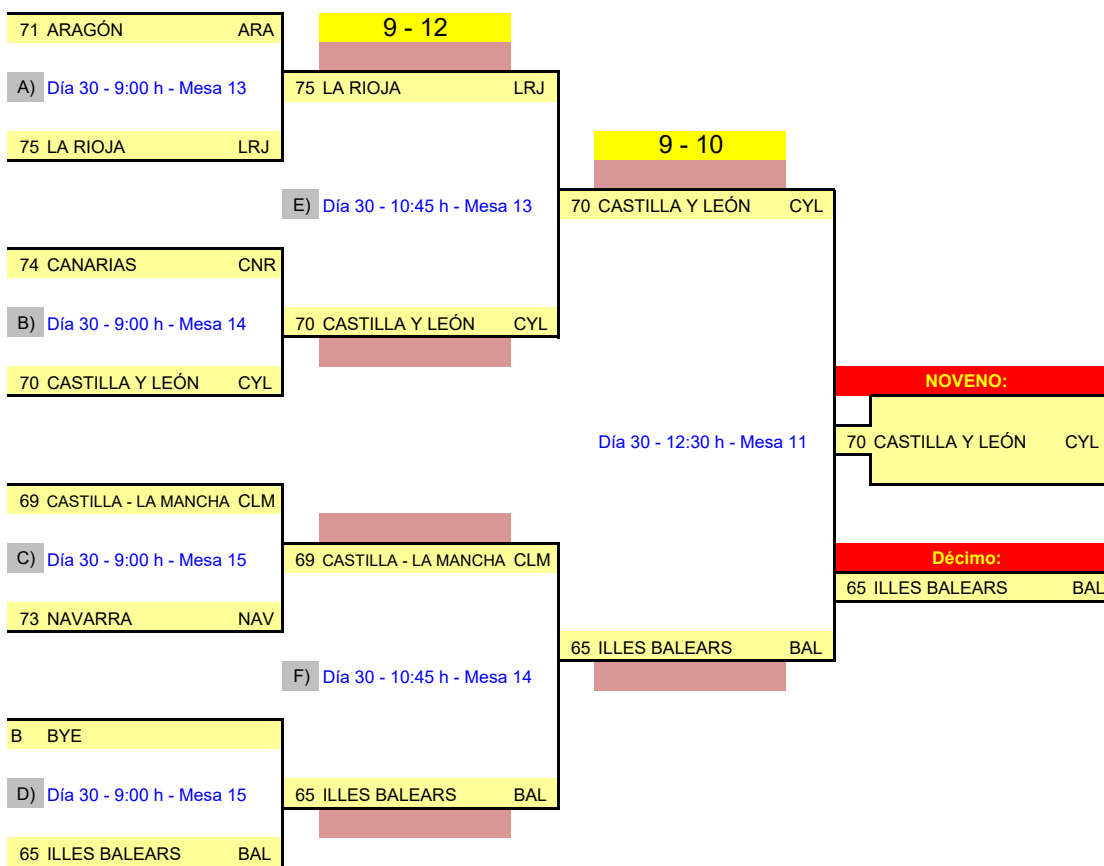 71 ARAGÓN ARA
9 - 12
A) Día 30 - 9:00 h - Mesa 13
75 LA RIOJA LRJ
75 LA RIOJA LRJ
9 - 10
E) Día 30 - 10:45 h - Mesa 13
70 CASTILLA Y LEÓN CYL
74 CANARIAS CNR
B) Día 30 - 9:00 h - Mesa 14
70 CASTILLA Y LEÓN CYL
70 CASTILLA Y LEÓN CYL
NOVENO:
Día 30 - 12:30 h - Mesa 11
70 CASTILLA Y LEÓN CYL
69 CASTILLA - LA MANCHA CLM
C) Día 30 - 9:00 h - Mesa 15
69 CASTILLA - LA MANCHA CLM
Décimo:
65 ILLES BALEARS BAL
73 NAVARRA NAV
65 ILLES BALEARS BAL
F) Día 30 - 10:45 h - Mesa 14
B BYE
D) Día 30 - 9:00 h - Mesa 15
65 ILLES BALEARS BAL
65 ILLES BALEARS BAL